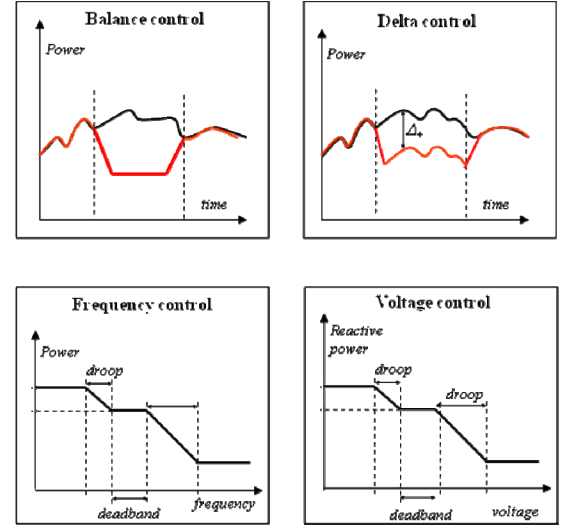 Balance control
Power
time
Delta control
Power
Δ+
time
Frequency control
Power
droop
deadband
frequency
Voltage control
Reactive
power
droop
droop
deadband
voltage